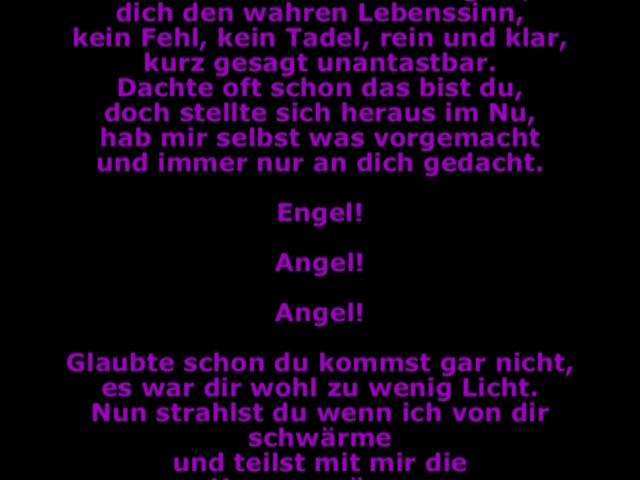 dich den wahren Lebenssinn,
kein Fehl, kein Tadel, rein und klar,
kurz gesagt unantastbar.
Dachte oft schon das bist du,
doch stellte sich heraus im Nu,
hab mir selbst was vorgemacht
und immer nur an dich gedacht.
Engel!
Angel!
Angel!
Glaubte schon du kommst gar nicht,
es war dir wohl zu wenig Licht.
Nun strahlst du wenn ich von dir
schwärme
und teilst mit mir die